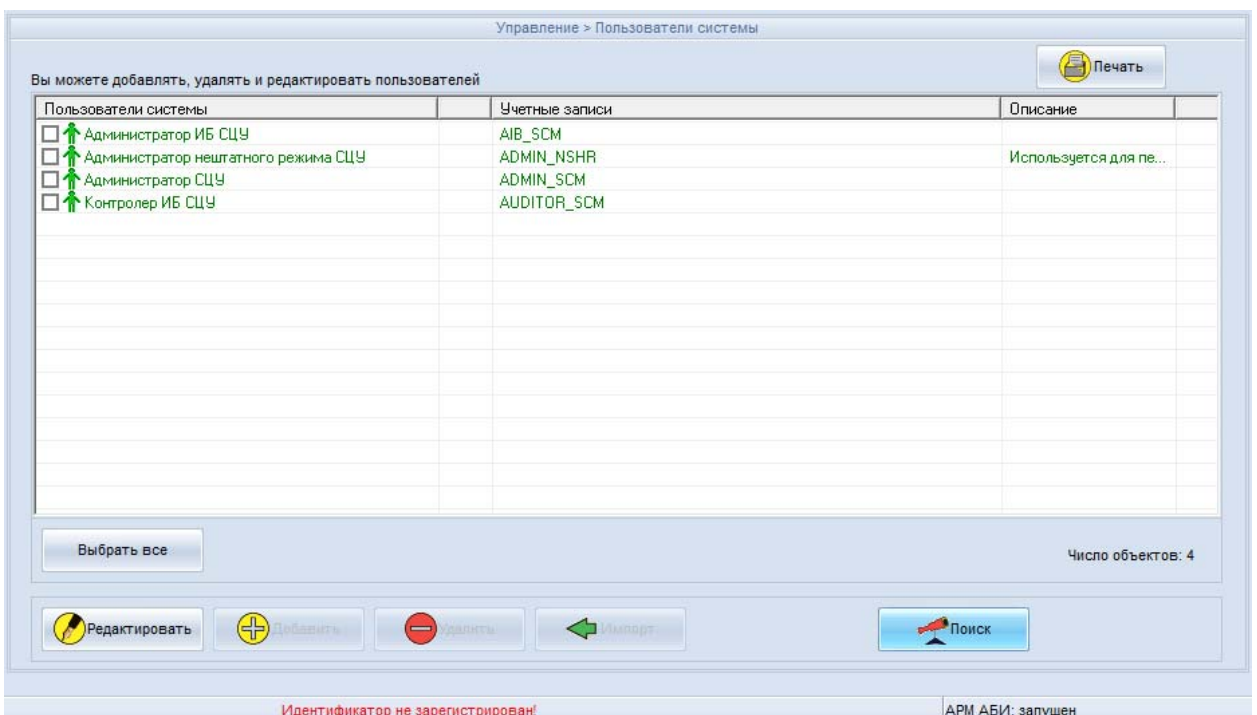 Управление > Пользователи системы
Печать
Вы можете добавлять, удалять и редактировать пользователей
Пользователи системы Учетные записи Описание
Администратор ИБ СЦУ AIB_SCM
Администратор нештатного режима СЦУ ADMIN_NSHR Используется для пе...
Администратор СЦУ ADMIN_SCM
Контролер ИБ СЦУ AUDITOR_SCM
Выбрать все Число объектов: 4
Редактировать Добавить Удалить Импорт Поиск
Идентификатор не зарегистрирован! АРМ АБИ: запущен